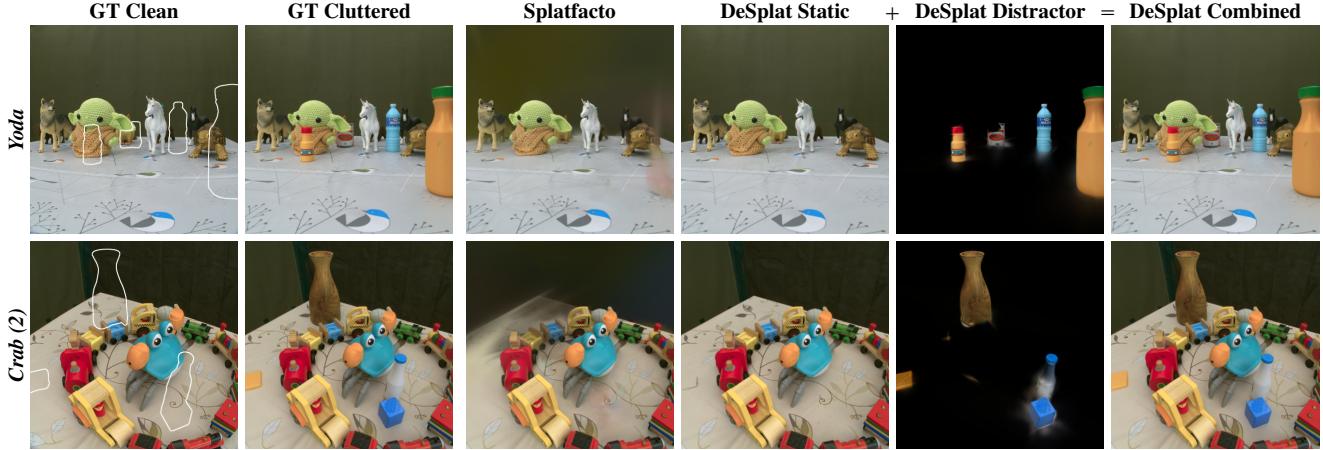 GT Clean GT Cluttered Splatfacto DeSplat Static + DeSplat Distractor = DeSplat Combined
Yoda
Crab (2)